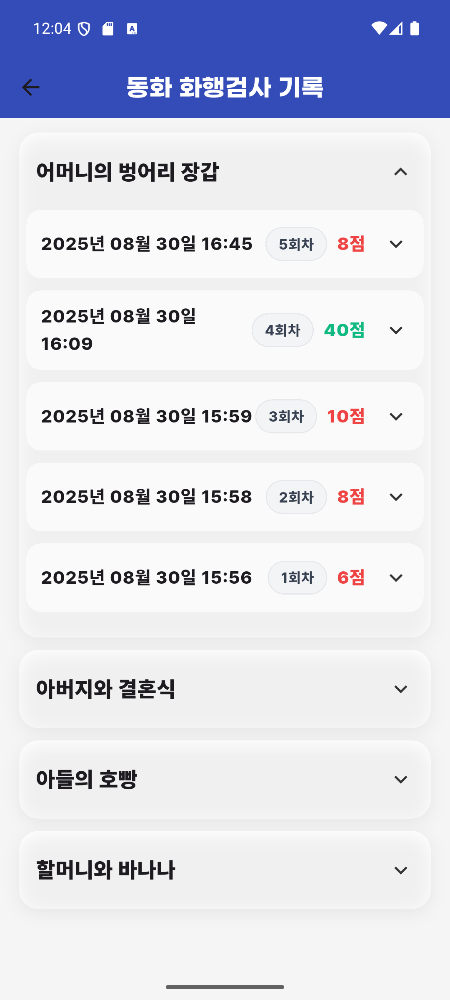 12:04
동화 화행검사 기록
어머니의 벙어리 장갑
2025년 08월 30일 16:45 5회차 8점
2025년 08월 30일
16:09
4회차 40점
2025년 08월 30일 15:59 3회차 10점
2025년 08월 30일 15:58 2회차 8점
2025년 08월 30일 15:56 1회차 6점
아버지와 결혼식
아들의 호빵
할머니와 바나나